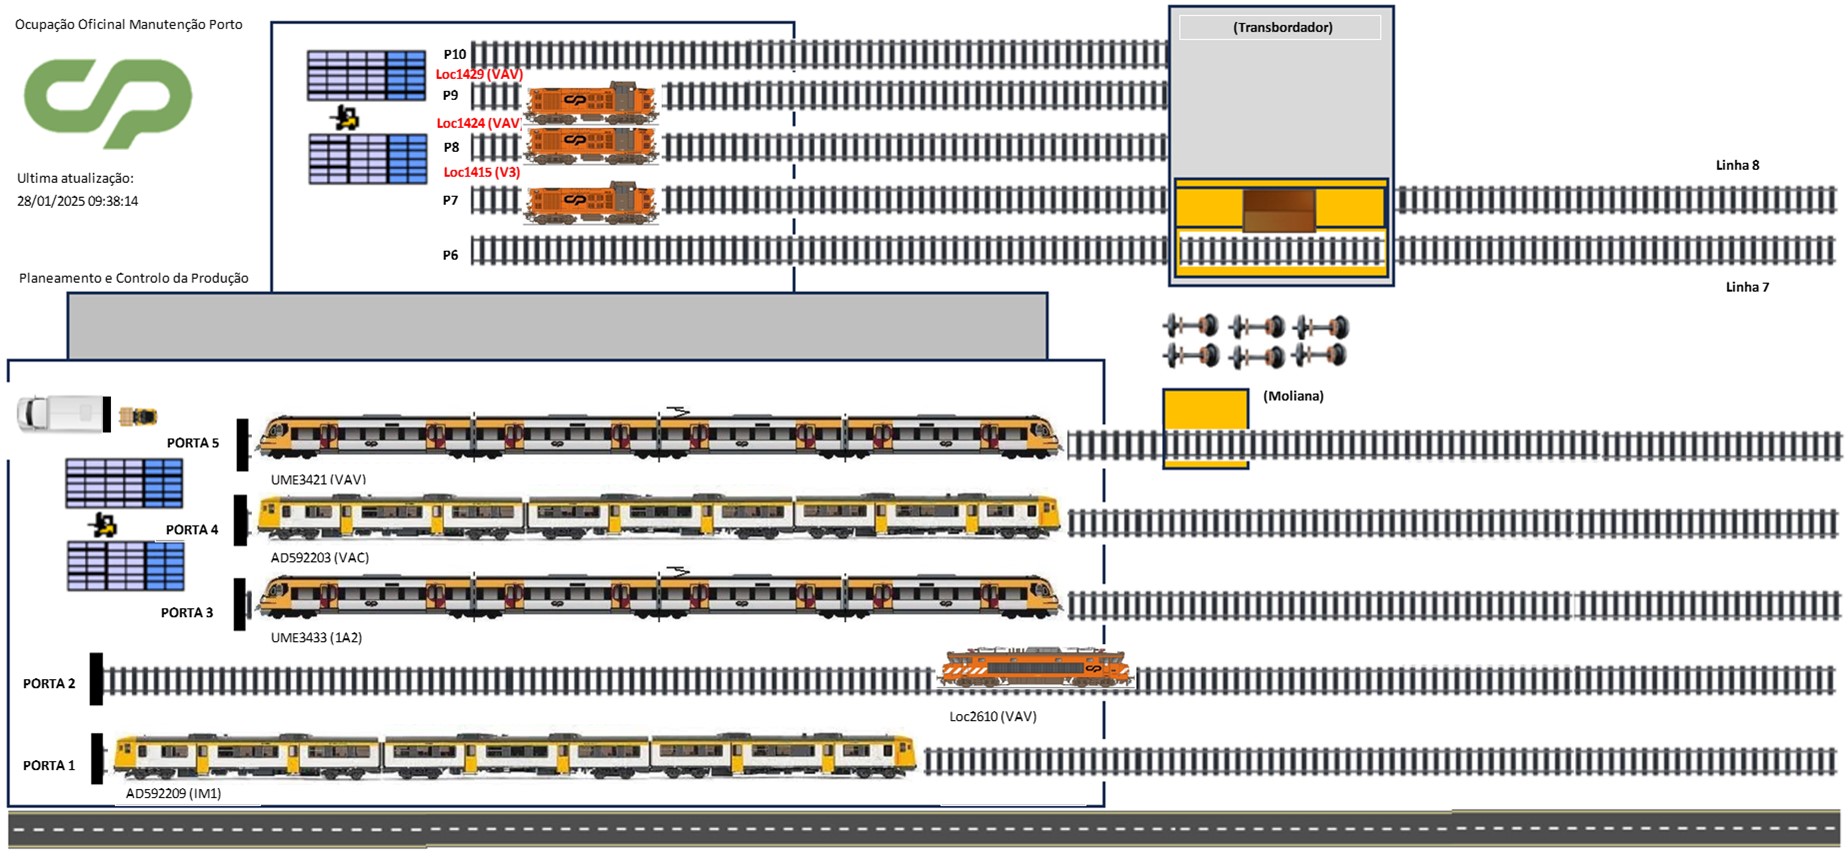 Ocupação Oficinal Manutenção Porto
(Transbordador)
P10
Loc1429 (VAV)
P9
Loc1424 (VAV)
P8
Loc1415 (V3)
P7
P6
Linha 8
Linha 7
Ultima atualização:
28/01/2025 09:38:14
Planeamento e Controlo da Produção
(Moliana)
PORTA 5
UME3421 (VAV)
PORTA 4
AD592203 (VAC)
PORTA 3
UME3433 (1A2)
PORTA 2
Loc2610 (VAV)
PORTA 1
AD592209 (IM1)